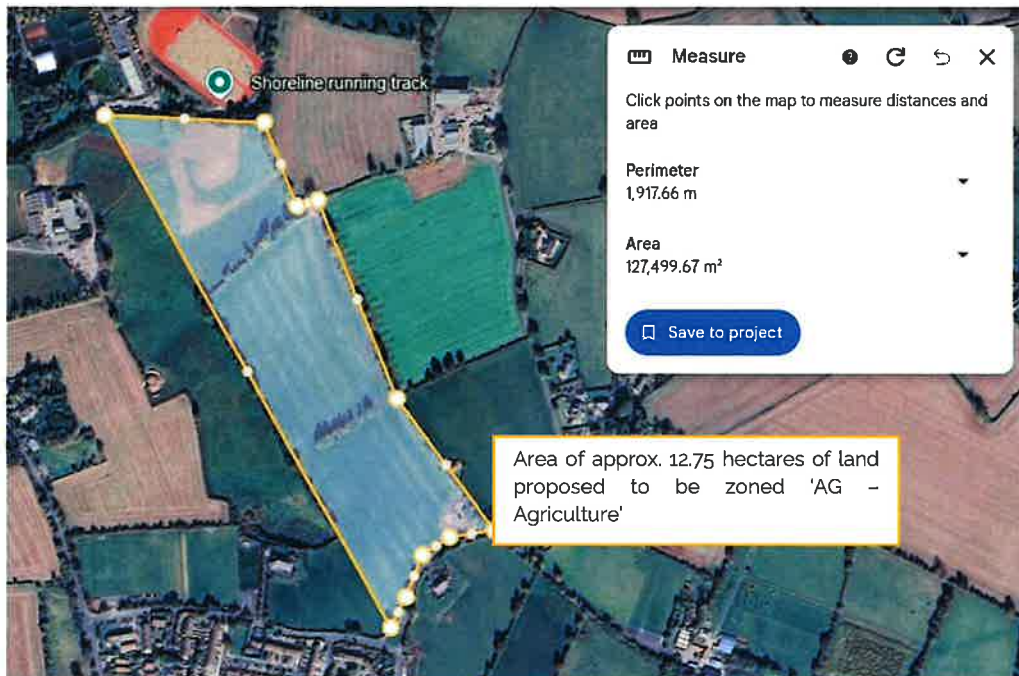 Shoreline running track
Measure
Click points on the map to measure distances and
area
Perimeter
1,917.66 m
Area
127,499.67 m²
Save to project
Area of approx. 12.75 hectares of land
proposed to be zoned 'AG –
Agriculture'